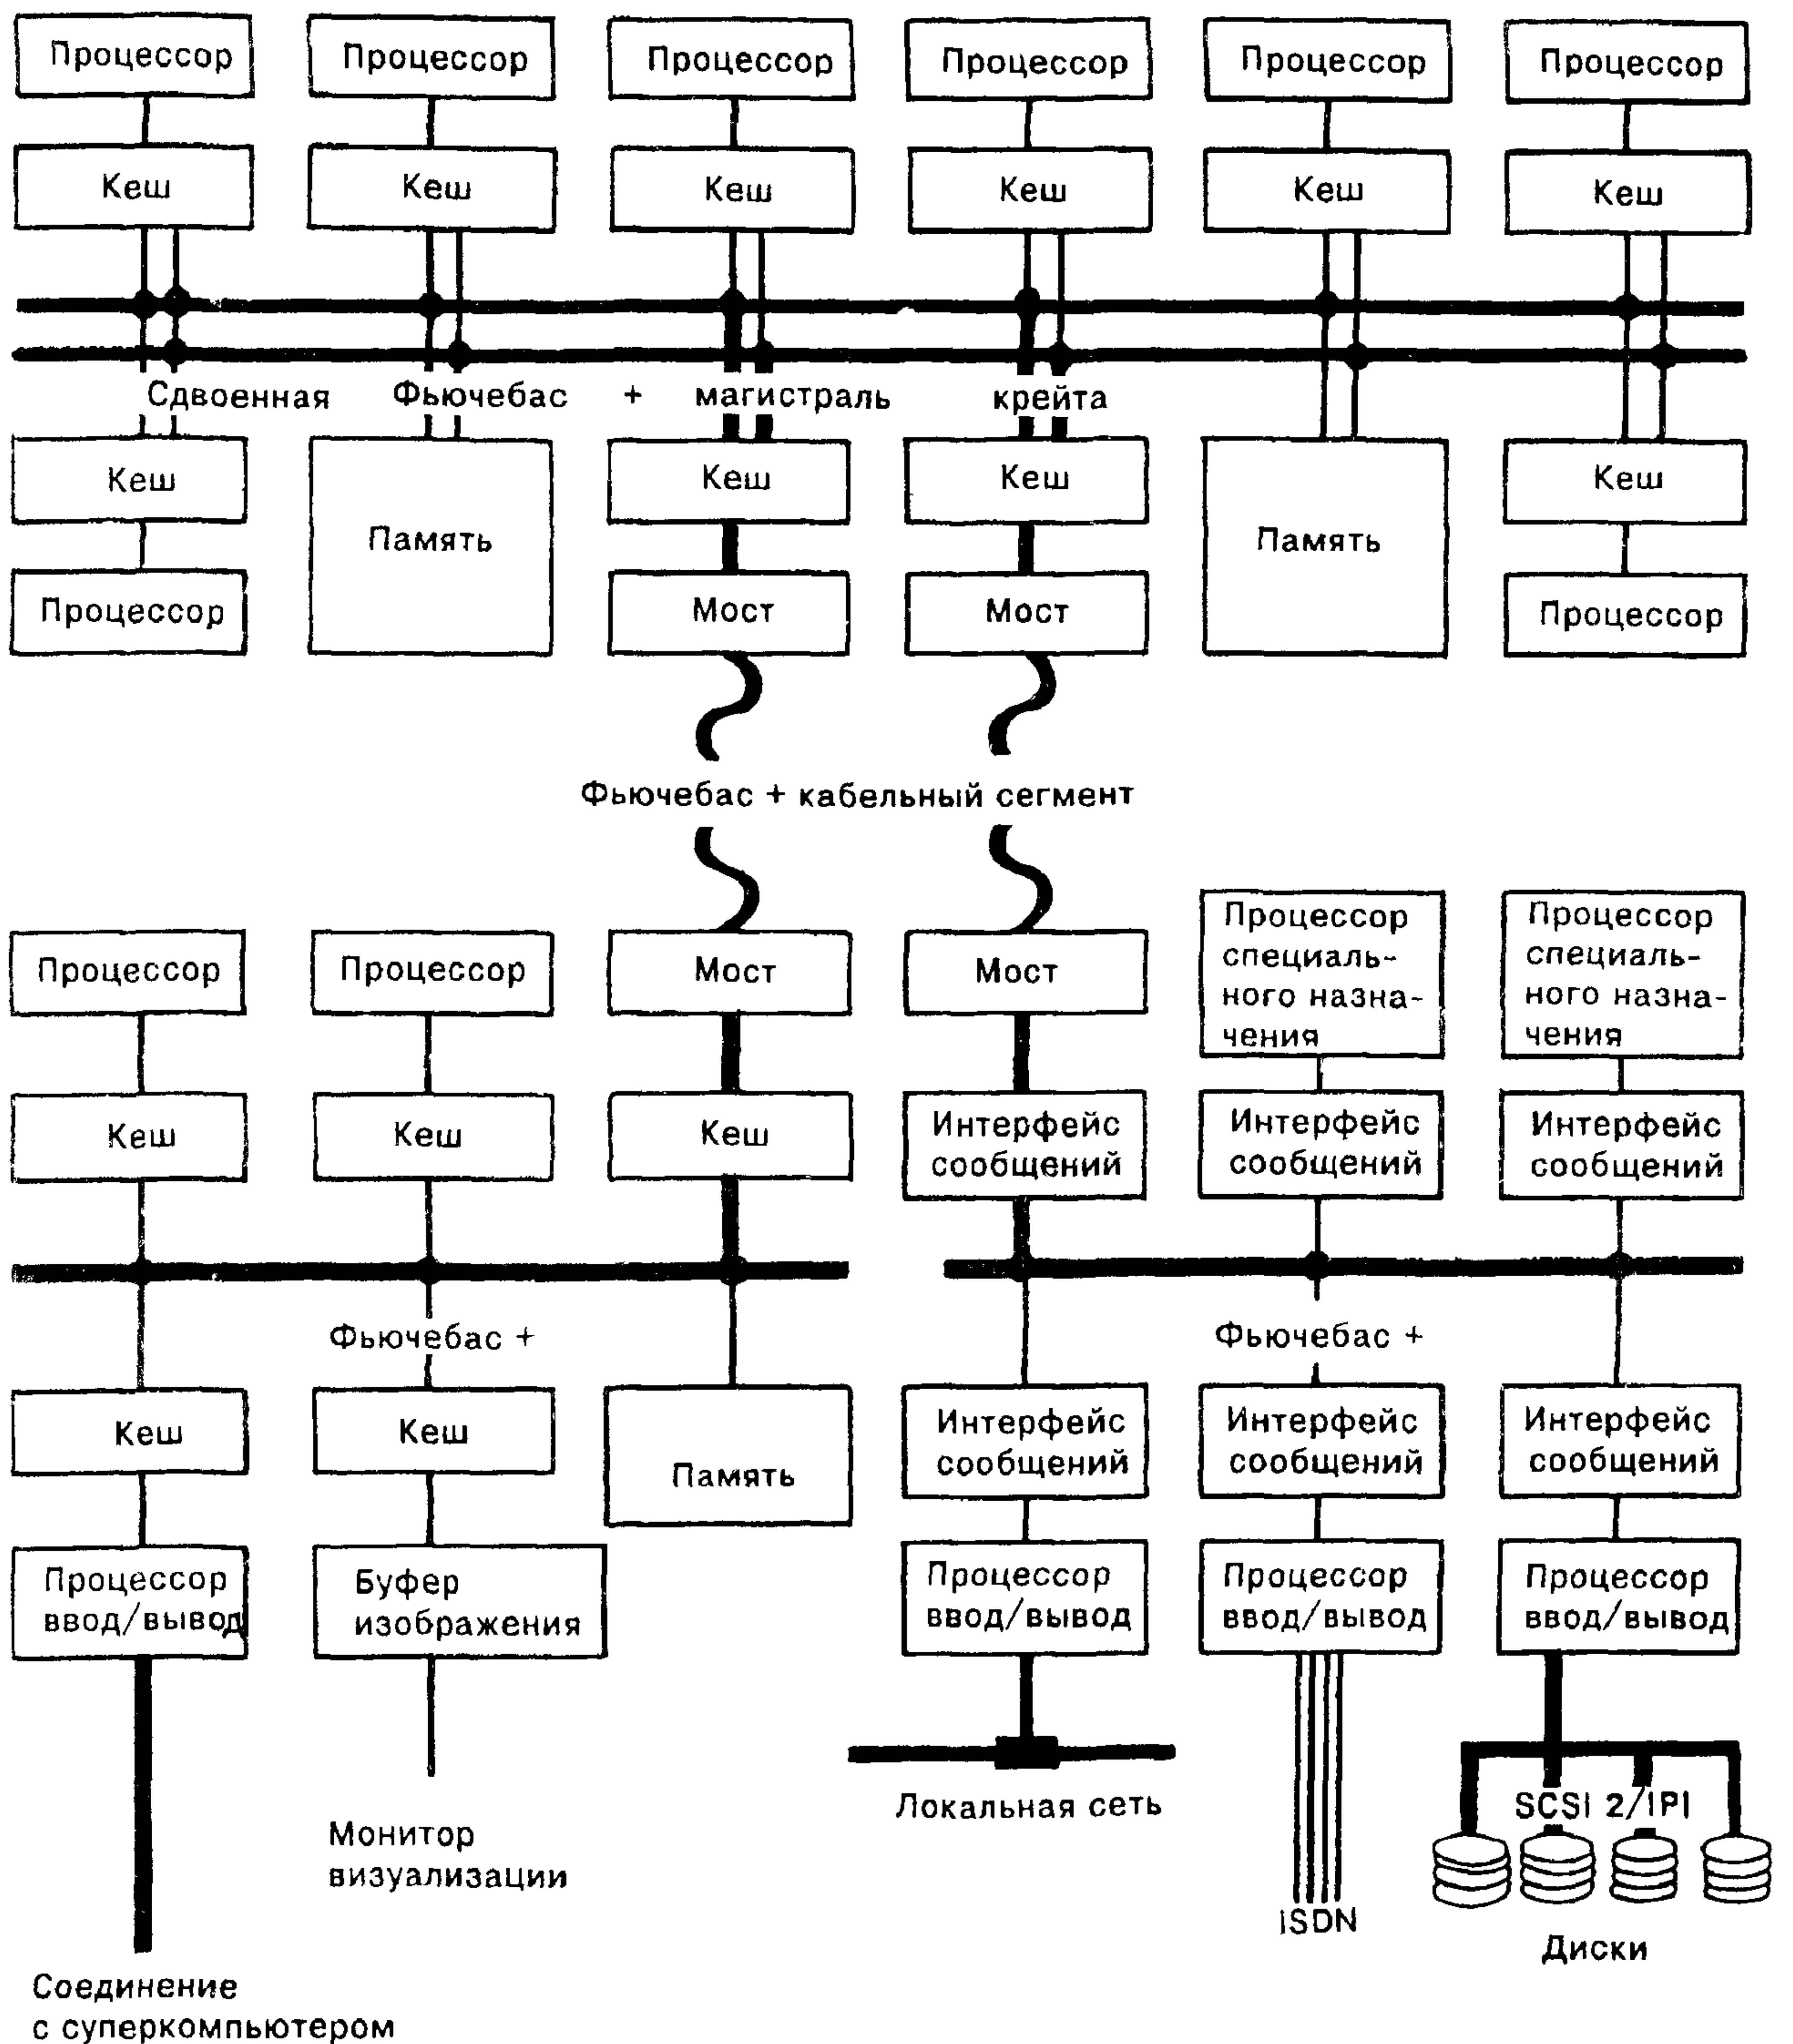 Процессор
Процессор
Процессор
Процессор
Процессор
Процессор
Кеш
Кеш
Кеш
Кеш
Кеш
Кеш
Сдвоенная Фьючебас + магистраль крейта
Кеш
Память
Кеш
Кеш
Память
Кеш
Процессор
Мост
Мост
Процессор
Фьючебас + кабельный сегмент
Процессор
Процессор
Мост
Мост
Процессор
специаль-
ного назна-
чения
Процессор
специаль-
ного назна-
чения
Кеш
Кеш
Кеш
Интерфейс
сообщений
Интерфейс
сообщений
Интерфейс
сообщений
Фьючебас +
Фьючебас +
Кеш
Кеш
Память
Интерфейс
сообщений
Интерфейс
сообщений
Интерфейс
сообщений
Процессор
ввод/вывод
Буфер
изображения
Процессор
ввод/вывод
Процессор
ввод/вывод
Процессор
ввод/вывод
Монитор
визуализации
Локальная сеть
SCSI 2/IPI
ISDN
Диски
Соединение
с суперкомпьютером